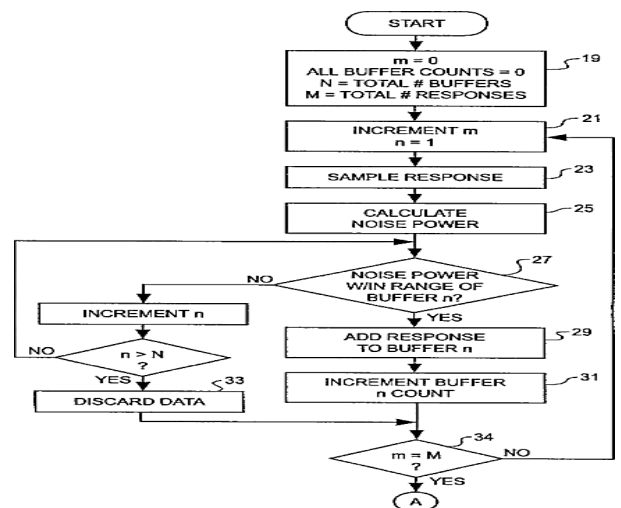 START
m = 0
ALL BUFFER COUNTS = 0
N = TOTAL # BUFFERS
M = TOTAL # RESPONSES
19
INCREMENT m
n = 1
21
SAMPLE RESPONSE
23
CALCULATE
NOISE POWER
25
NOISE POWER
W/IN RANGE OF
BUFFER n?
27
NO
YES
INCREMENT n
ADD RESPONSE
TO BUFFER n
29
n > N
?
NO
YES
INCREMENT BUFFER
n COUNT
31
DISCARD DATA
33
m = M
?
34
NO
YES
A